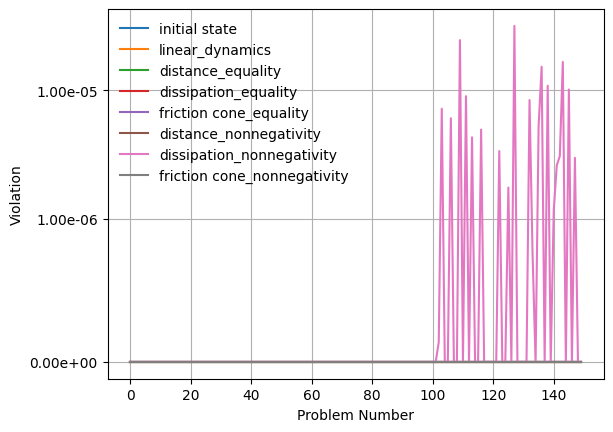 initial state
linear_dynamics
distance_equality
dissipation_equality
friction cone_equality
distance_nonnegativity
dissipation_nonnegativity
friction cone_nonnegativity
1.00e-05
1.00e-06
0.00e+00
Violation
0 20 40 60 80 100 120 140
Problem Number